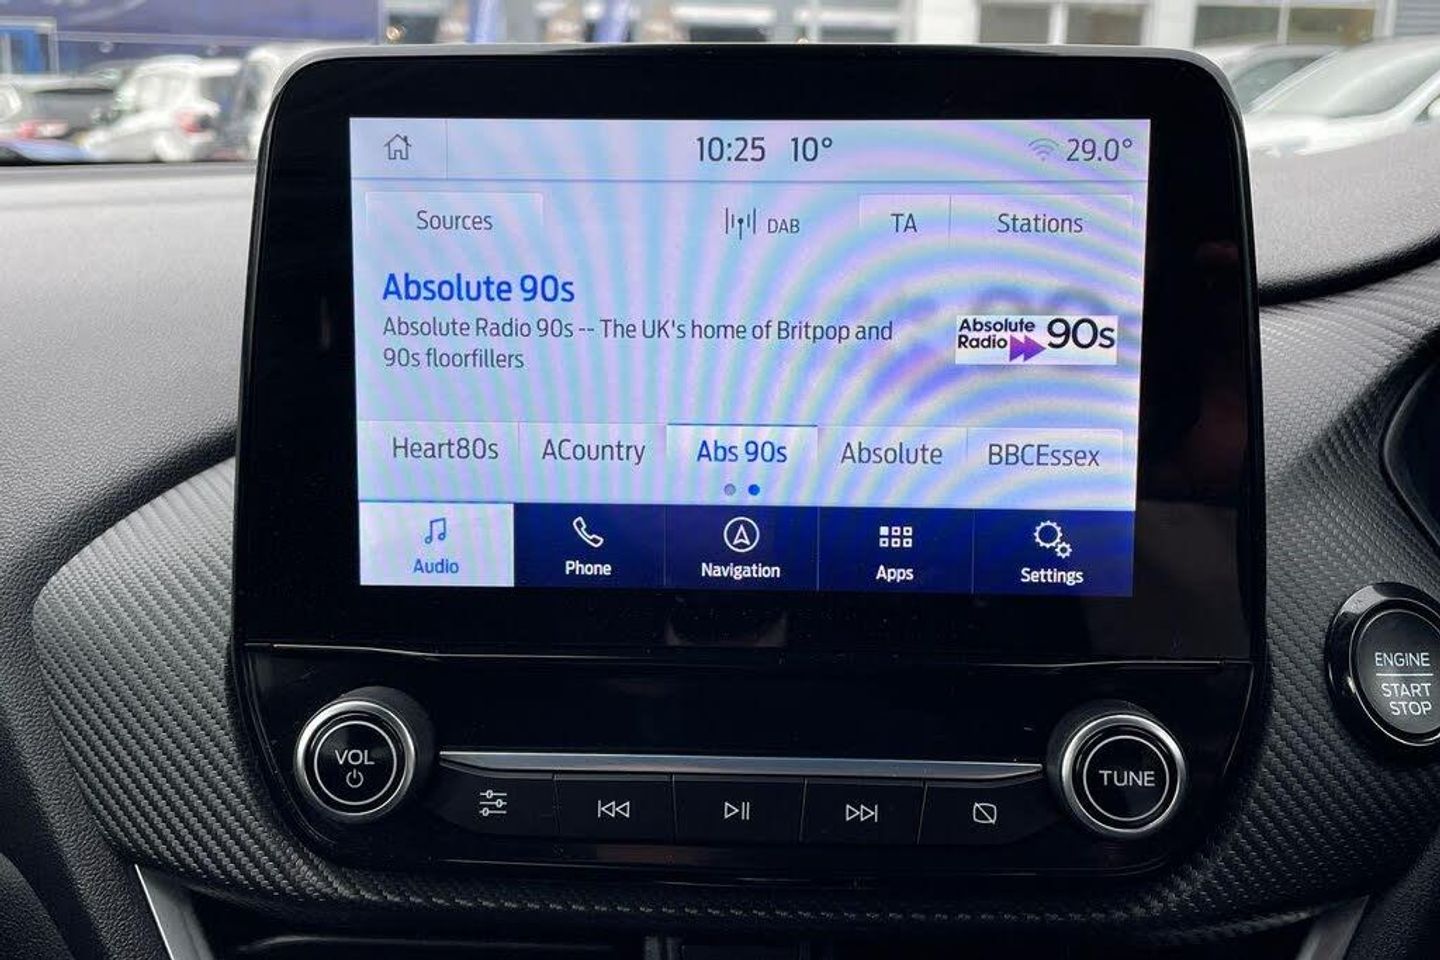 10:25 10° 29.0°
Sources DAB TA Stations
Absolute 90s
Absolute Radio 90s -- The UK's home of Britpop and
90s floorfillers
Absolute
Radio 90s
Heart80s ACountry Abs 90s Absolute BBCEssex
Audio Phone Navigation Apps Settings
ENGINE
START
STOP
VOL
TUNE